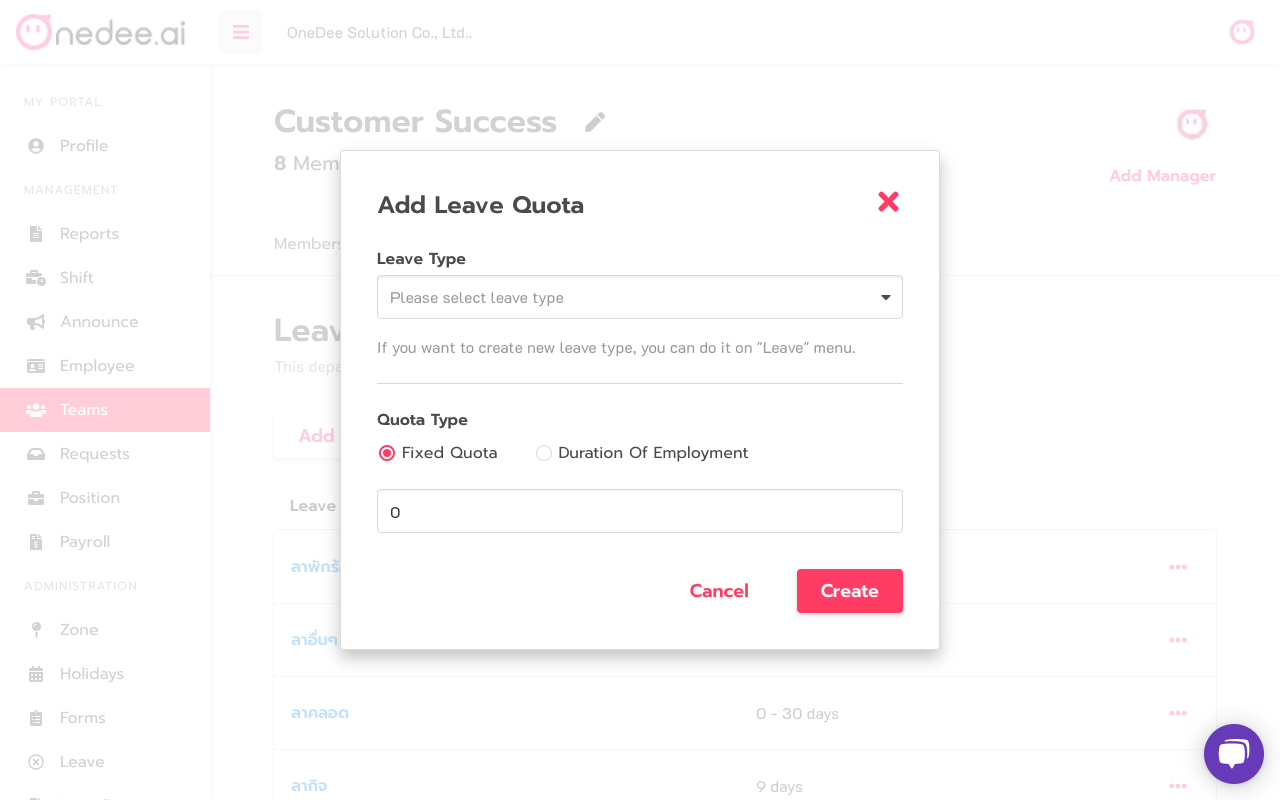 nedee.ai
OneDee Solution Co., Ltd..
MY PORTAL
Profile
MANAGEMENT
Reports
Shift
Announce
Employee
Teams
Requests
Position
Payroll
ADMINISTRATION
Zone
Holidays
Forms
Leave
Customer Success
8 Mem
Add Manager
Members
Leav
This depa
Add
Leave
ลาพักร้
ลาอื่นๆ
ลาคลอด
0 - 30 days
ลากิจ
9 days
Add Leave Quota
Leave Type
Please select leave type
If you want to create new leave type, you can do it on "Leave" menu.
Quota Type
Fixed Quota
Duration Of Employment
0
Cancel
Create